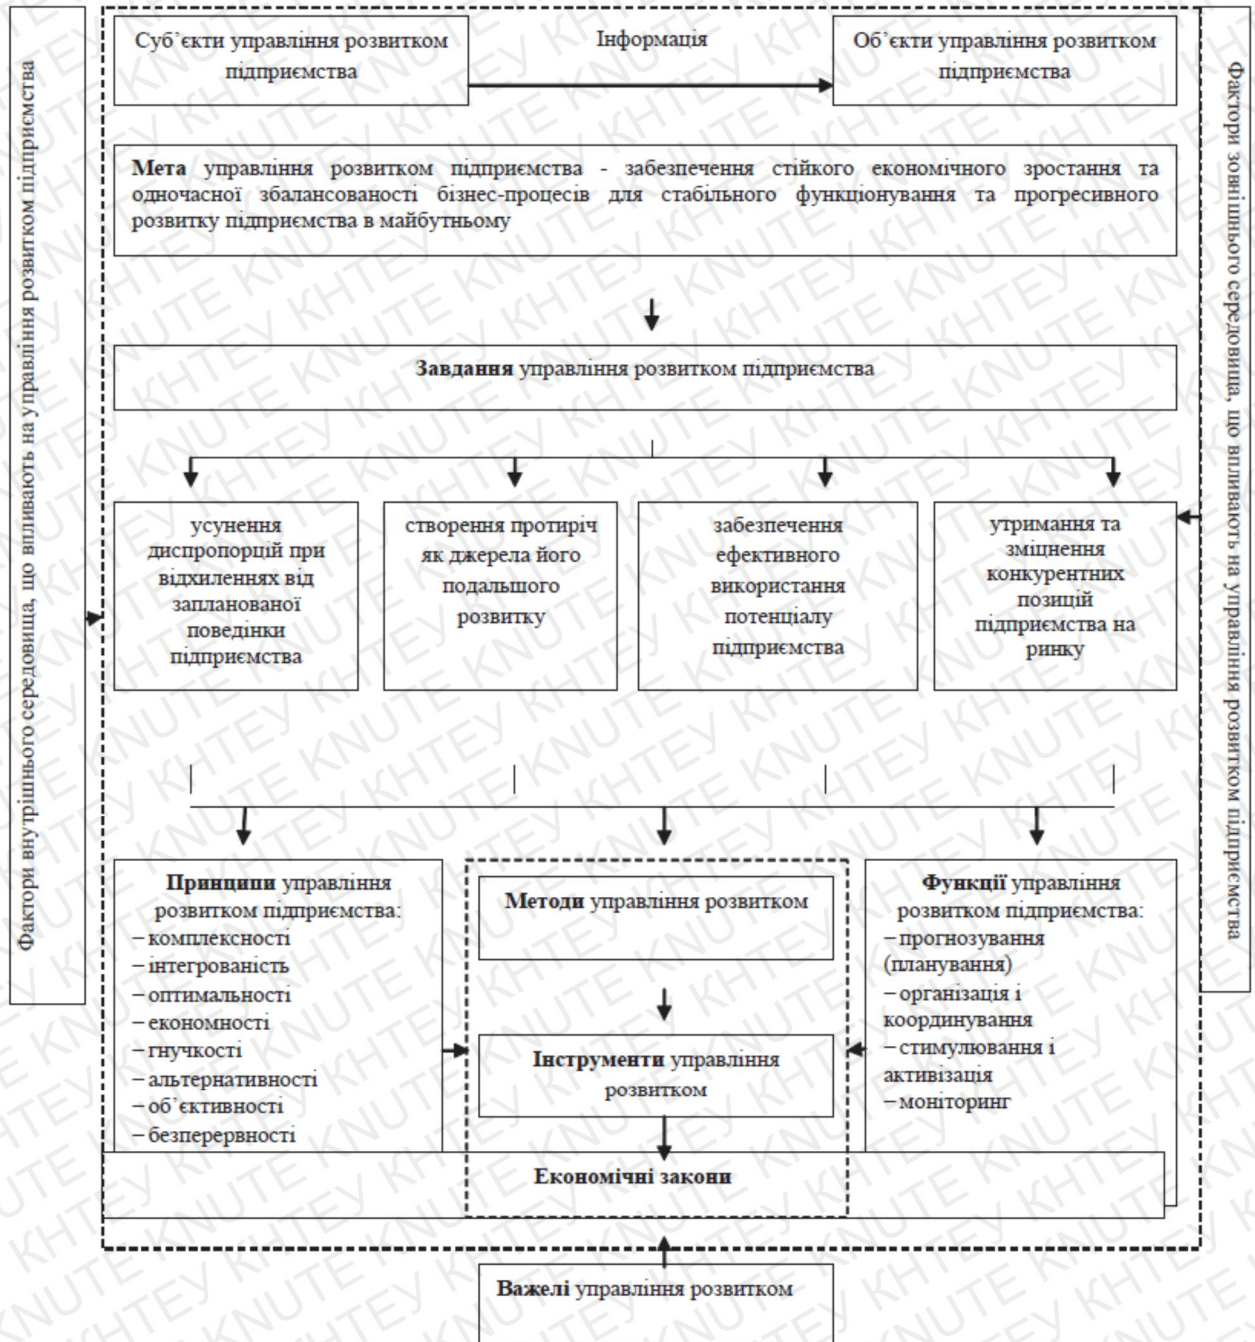 Суб’єкти управління розвитком
підприємства
Інформація
Об’єкти управління розвитком
підприємства
Фактори внутрішнього середовища, що впливають на управління розвитком підприємства
Фактори зовнішнього середовища, що впливають на управління розвитком підприємства
Мета управління розвитком підприємства - забезпечення стійкого економічного зростання та
одночасної збалансованості бізнес-процесів для стабільного функціонування та прогресивного
розвитку підприємства в майбутньому
Завдання управління розвитком підприємства
усунення
диспропорцій при
відхиленнях від
запланованої
поведінки
підприємства
створення протиріч
як джерела його
подальшого
розвитку
забезпечення
ефективного
використання
потенціалу
підприємства
утримання та
зміцнення
конкурентних
позицій
підприємства на
ринку
Принципи управління
розвитком підприємства:
– комплексності
– інтегрованість
– оптимальності
– економності
– гнучкості
– альтернативності
– об’єктивності
– безперервності
Методи управління розвитком
Інструменти управління
розвитком
Функції управління
розвитком підприємства:
– прогнозування
(планування)
– організація і
координування
– стимулювання і
активізація
– моніторинг
Економічні закони
Важелі управління розвитком
KNUTE КНТЕУ